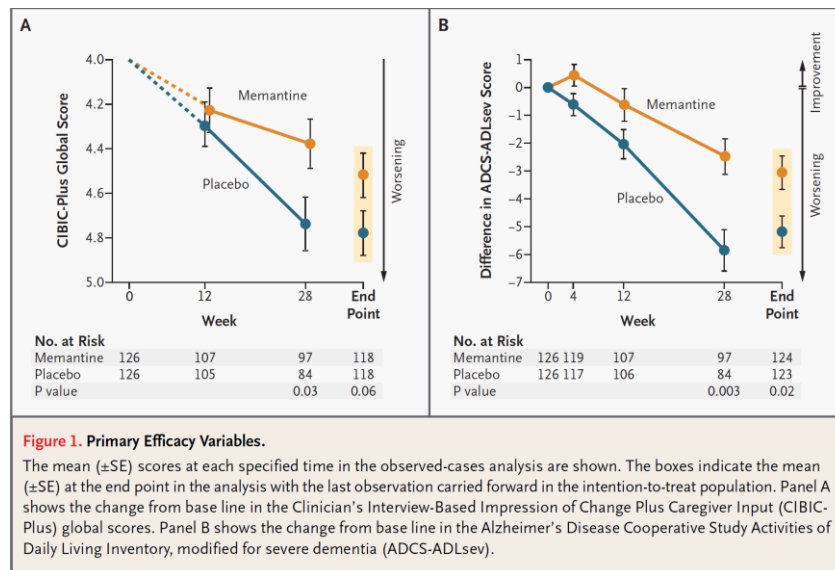 A
CIBIC-Plus Global Score
4.0
4.2
4.4
4.6
4.8
5.0
Memantine
Placebo
Worsening
0
12
28
End
Point
Week
No. at Risk
Memantine 126 107 97 118
Placebo 126 105 84 118
P value 0.03 0.06
B
Difference in ADCS-ADLsev Score
1
0
−1
−2
−3
−4
−5
−6
−7
Memantine
Placebo
Improvement
Worsening
0
4
12
28
End
Point
Week
No. at Risk
Memantine 126 119 107 97 124
Placebo 126 117 106 84 123
P value 0.003 0.02
Figure 1. Primary Efficacy Variables.
The mean (±SE) scores at each specified time in the observed-cases analysis are shown. The boxes indicate the mean
(±SE) at the end point in the analysis with the last observation carried forward in the intention-to-treat population. Panel A
shows the change from base line in the Clinician's Interview-Based Impression of Change Plus Caregiver Input (CIBIC-
Plus) global scores. Panel B shows the change from base line in the Alzheimer's Disease Cooperative Study Activities of
Daily Living Inventory, modified for severe dementia (ADCS-ADLsev).